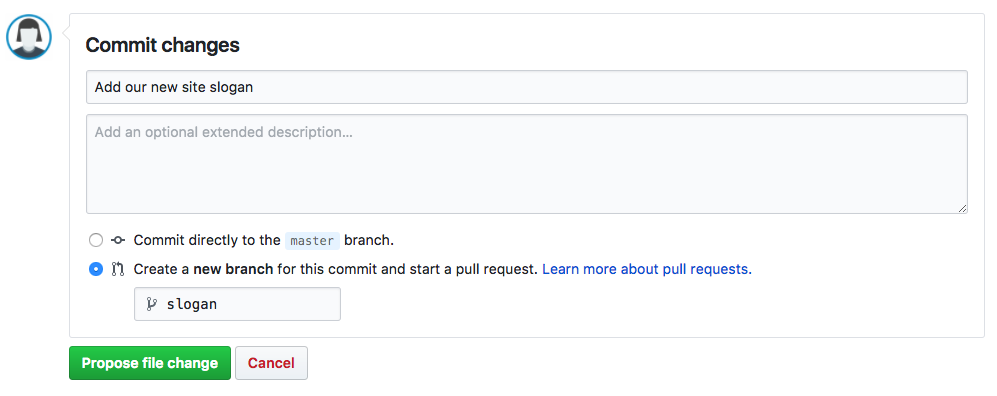 Commit changes
Add our new site slogan
Add an optional extended description...
Commit directly to the master branch.
Create a new branch for this commit and start a pull request. Learn more about pull requests.
slogan
Propose file change Cancel